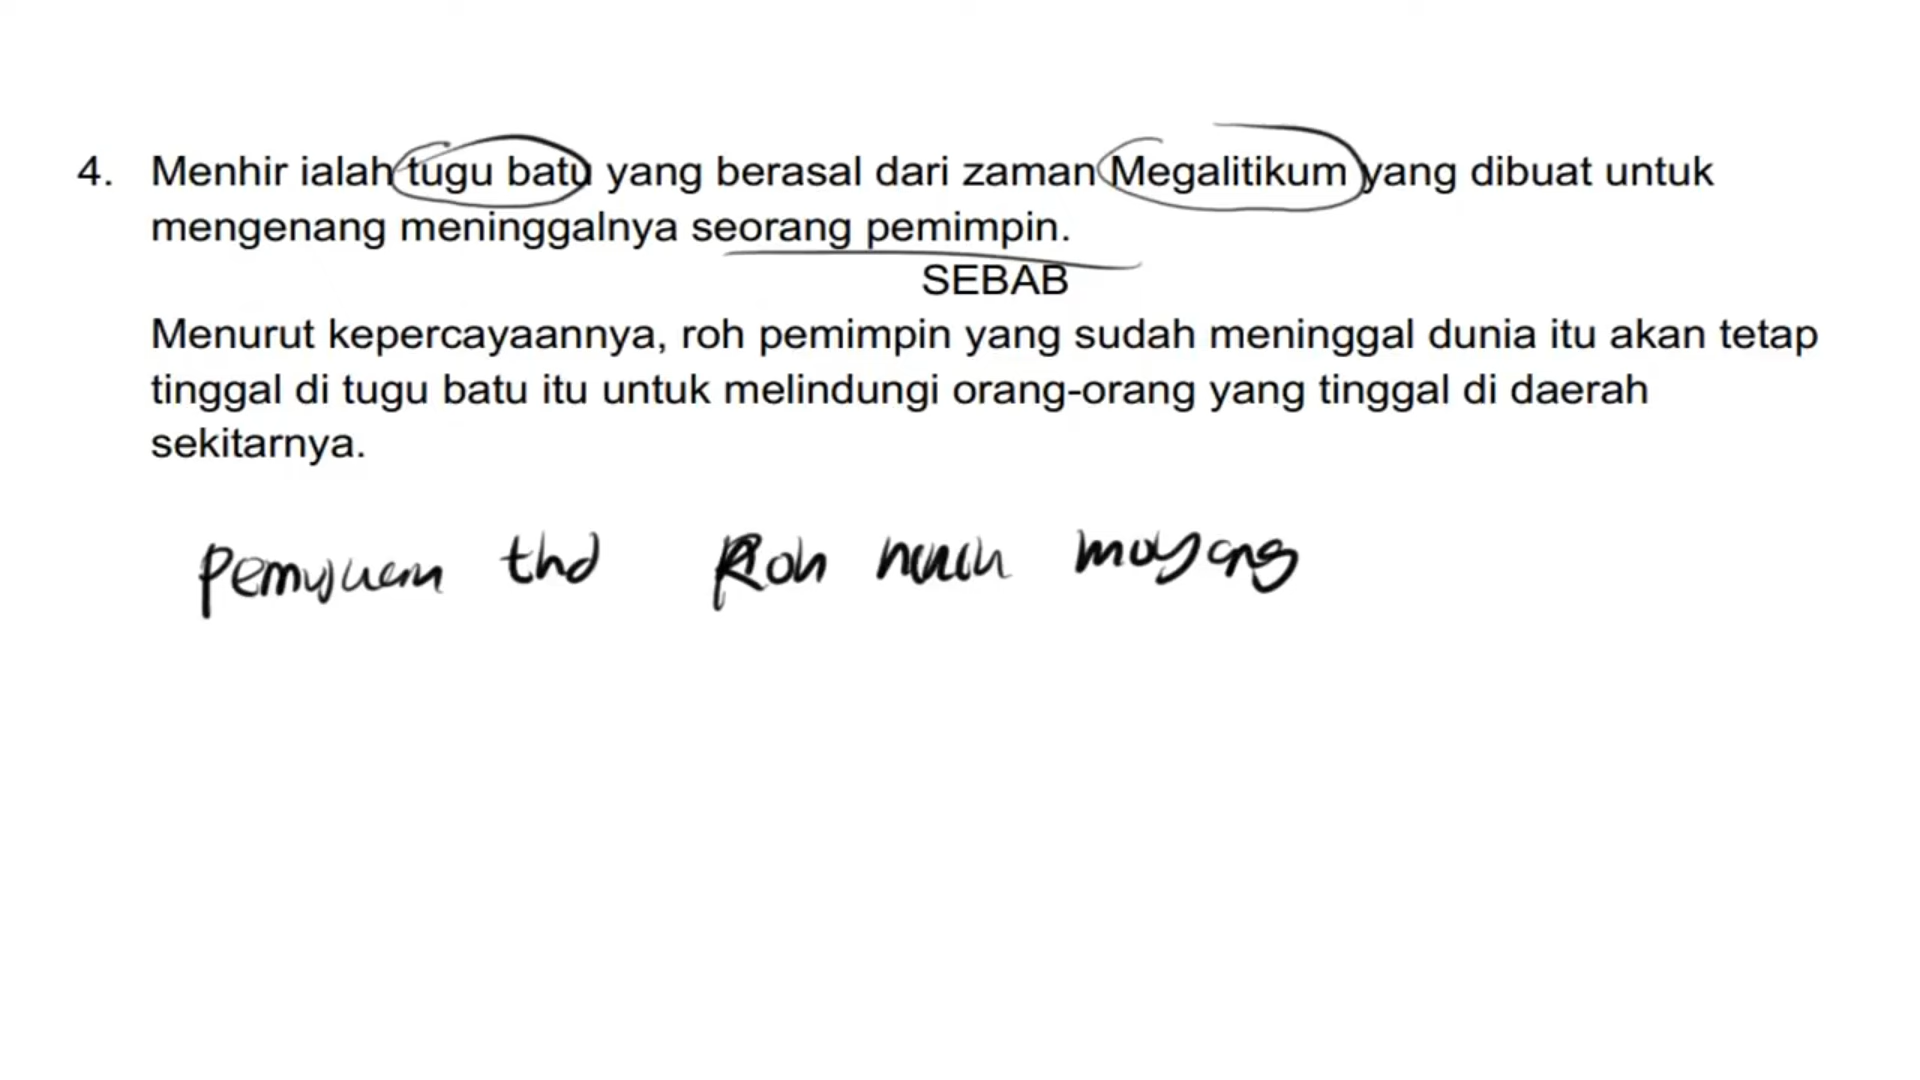 4. Menhir ialah tugu batu yang berasal dari zaman Megalitikum yang dibuat untuk
mengenang meninggalnya seorang pemimpin.
SEBAB
Menurut kepercayaannya, roh pemimpin yang sudah meninggal dunia itu akan tetap
tinggal di tugu batu itu untuk melindungi orang-orang yang tinggal di daerah
sekitarnya.
Pemujaan thd Roh nenek moyang